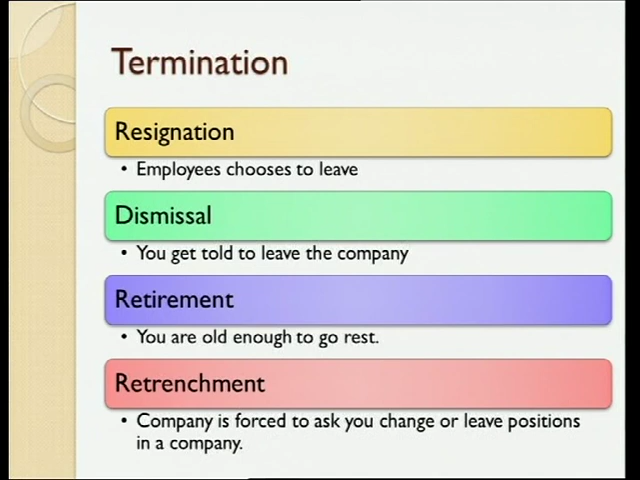 Termination
Resignation
• Employees chooses to leave
Dismissal
• You get told to leave the company
Retirement
• You are old enough to go rest.
Retrenchment
• Company is forced to ask you change or leave positions
in a company.